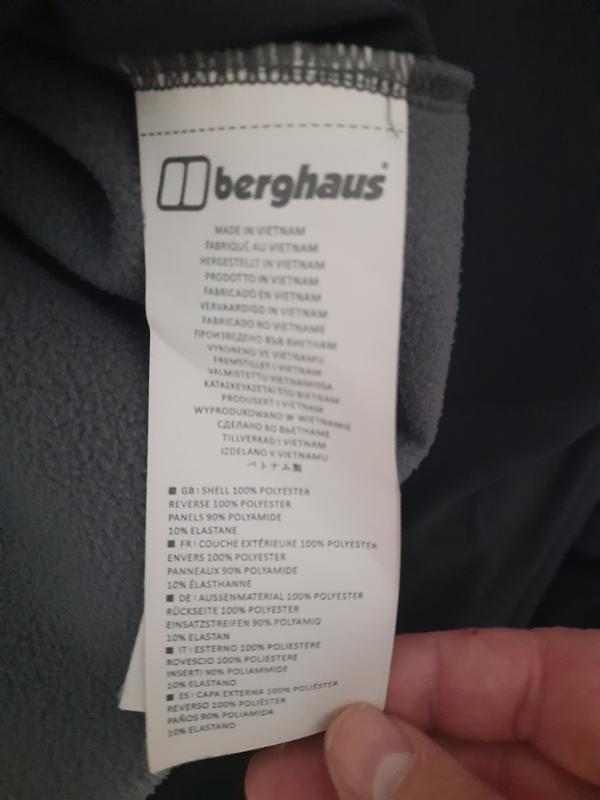 berghaus
MADE IN VIETNAM
FABRIQUÉ AU VIETNAM
HERGESTELLT IN VIETNAM
PRODOTTO IN VIETNAM
FABRICADO EN VIETNAM
VERVAARDIGD IN VIETNAM
FABRICADO NO VIETNAME
ПРОИЗВЕДЕНО ВЪВ ВИЕТНАМ
VYROBENO VE VIETNAMU
FREMSTILLET I VIETNAM
VALMISTETTU VIETNAMISSA
ΚΑΤΑΣΚΕΥΑΖΕΤΑΙ ΣΤΟ ΒΙΕΤΝΑΜ
PRODUSERT I VIETNAM
WYPRODUKOWANO W WIETNAMIE
СДЕЛАНО ВО ВЬЕТНАМЕ
TILLVERKAD I VIETNAM
IZDELANO V VIETNAMU
ベトナム製
■ GB: SHELL 100% POLYESTER
REVERSE 100% POLYESTER
PANELS 90% POLYAMIDE
10% ELASTANE
■ FR: COUCHE EXTÉRIEURE 100% POLYESTER
ENVERS 100% POLYESTER
PANNEAUX 90% POLYAMIDE
10% ÉLASTHANNE
■ DE: AUSSENMATERIAL 100% POLYESTER
RÜCKSEITE 100% POLYESTER
EINSATZSTREIFEN 90% POLYAMID
10% ELASTAN
■ IT: ESTERNO 100% POLIESTERE
ROVESCIO 100% POLIESTERE
INSERTI 90% POLIAMMIDE
10% ELASTANO
■ ES: CAPA EXTERNA 100% POLIÉSTER
REVERSO 100% POLIÉSTER
PAÑOS 90% POLIAMIDA
10% ELASTANO